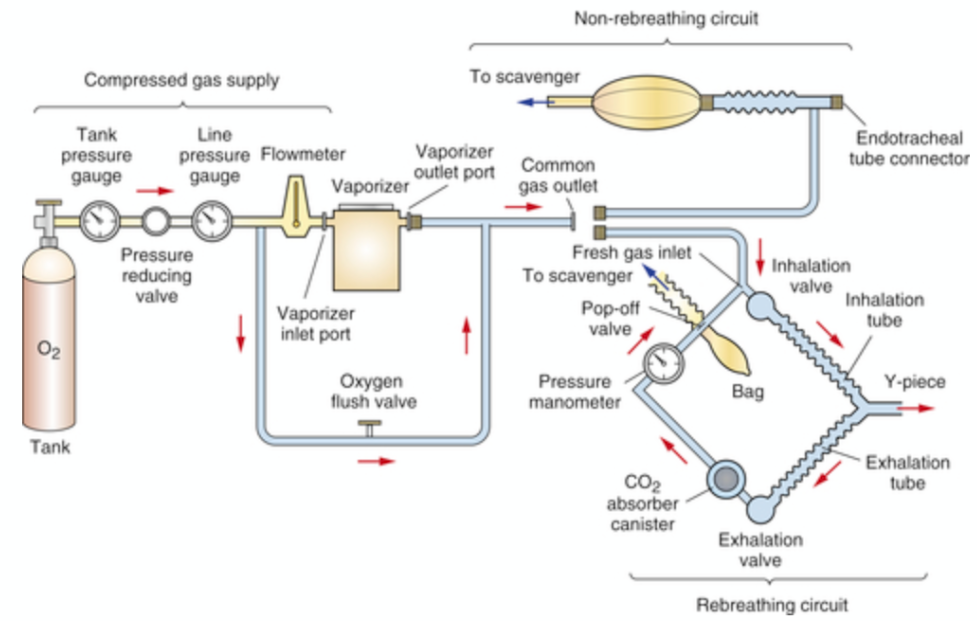 Non-rebreathing circuit
Compressed gas supply
To scavenger
Tank
pressure
gauge
Line
pressure
gauge
Flowmeter
Vaporizer
Vaporizer
outlet port
Common
gas outlet
Endotracheal
tube connector
Pressure
reducing
valve
Vaporizer
inlet port
Fresh gas inlet
To scavenger
Inhalation
valve
Inhalation
tube
Pop-off
valve
O2
Oxygen
flush valve
Pressure
manometer
Bag
Y-piece
Tank
CO2
absorber
canister
Exhalation
tube
Exhalation
valve
Rebreathing circuit